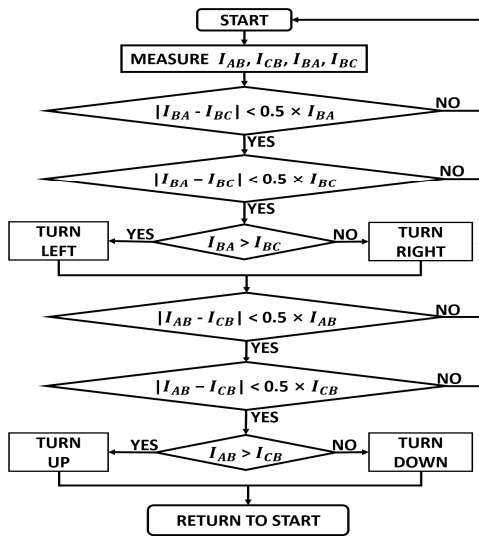 START
MEASURE I_AB, I_CB, I_BA, I_BC
|I_BA - I_BC| < 0.5 × I_BA
NO
YES
|I_BA − I_BC| < 0.5 × I_BC
NO
YES
TURN LEFT
YES
I_BA > I_BC
NO
TURN RIGHT
|I_AB - I_CB| < 0.5 × I_AB
NO
YES
|I_AB − I_CB| < 0.5 × I_CB
NO
YES
TURN UP
YES
I_AB > I_CB
NO
TURN DOWN
RETURN TO START